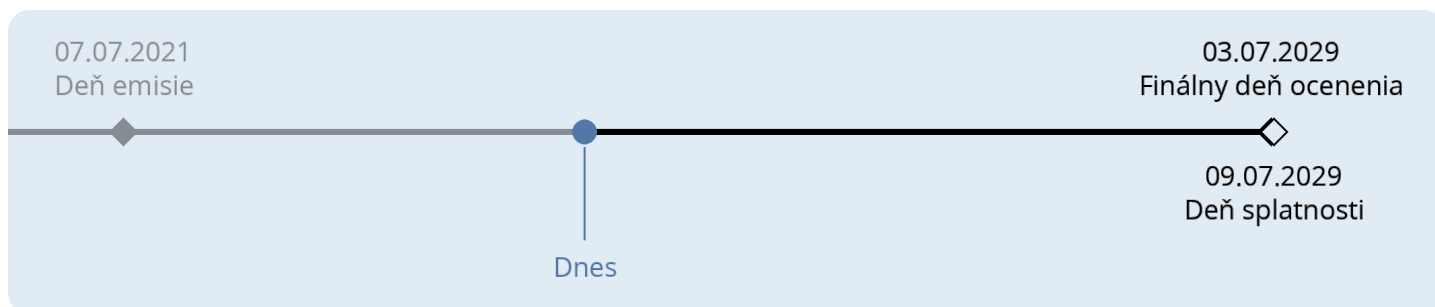 07.07.2021
Deň emisie
03.07.2029
Finálny deň ocenenia
09.07.2029
Deň splatnosti
Dnes